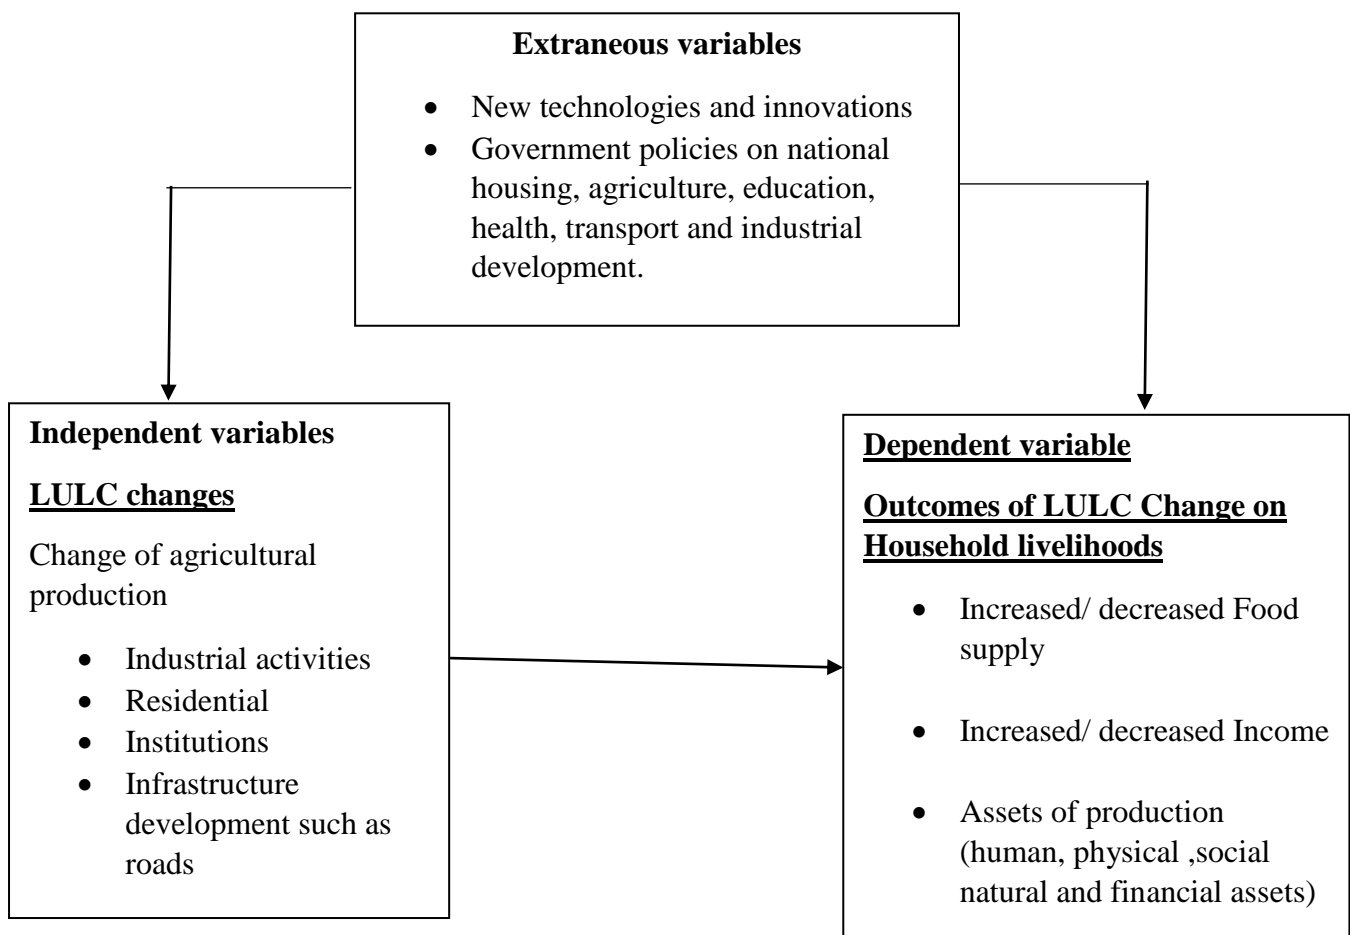 Extraneous variables
• New technologies and innovations
• Government policies on national
housing, agriculture, education,
health, transport and industrial
development.
Independent variables
LULC changes
Change of agricultural
production
• Industrial activities
• Residential
• Institutions
• Infrastructure
development such as
roads
Dependent variable
Outcomes of LULC Change on
Household livelihoods
• Increased/ decreased Food
supply
• Increased/ decreased Income
• Assets of production
(human, physical ,social
natural and financial assets)